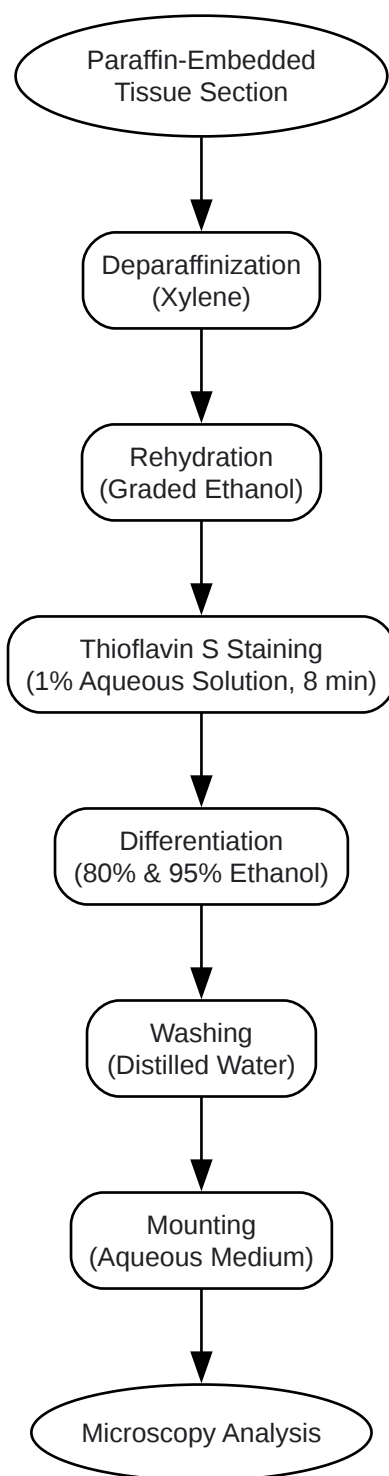 Paraffin-Embedded
Tissue Section
Deparaffinization
(Xylene)
Rehydration
(Graded Ethanol)
Thioflavin S Staining
(1% Aqueous Solution, 8 min)
Differentiation
(80% & 95% Ethanol)
Washing
(Distilled Water)
Mounting
(Aqueous Medium)
Microscopy Analysis